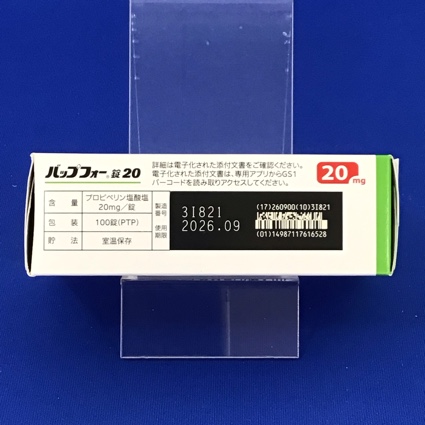 バップフォー®錠20
詳細は電子化された添付文書をご確認ください。
電子化された添付文書は、専用アプリからGS1
バーコードを読み取りアクセスしてください。
20mg
含量 プロピベリン塩酸塩
20mg/錠
包装 100錠(PTP)
貯法 室温保存
製造番号 3I821
使用期限 2026.09
(17)260900(10)3I821
(01)14987117616528